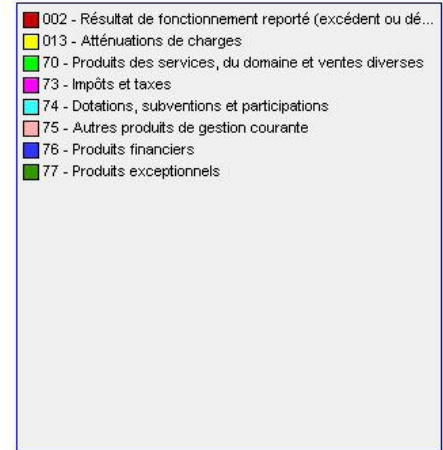 002 - Résultat de fonctionnement reporté (excédent ou dé...
013 - Atténuations de charges
70 - Produits des services, du domaine et ventes diverses
73 - Impôts et taxes
74 - Dotations, subventions et participations
75 - Autres produits de gestion courante
76 - Produits financiers
77 - Produits exceptionnels